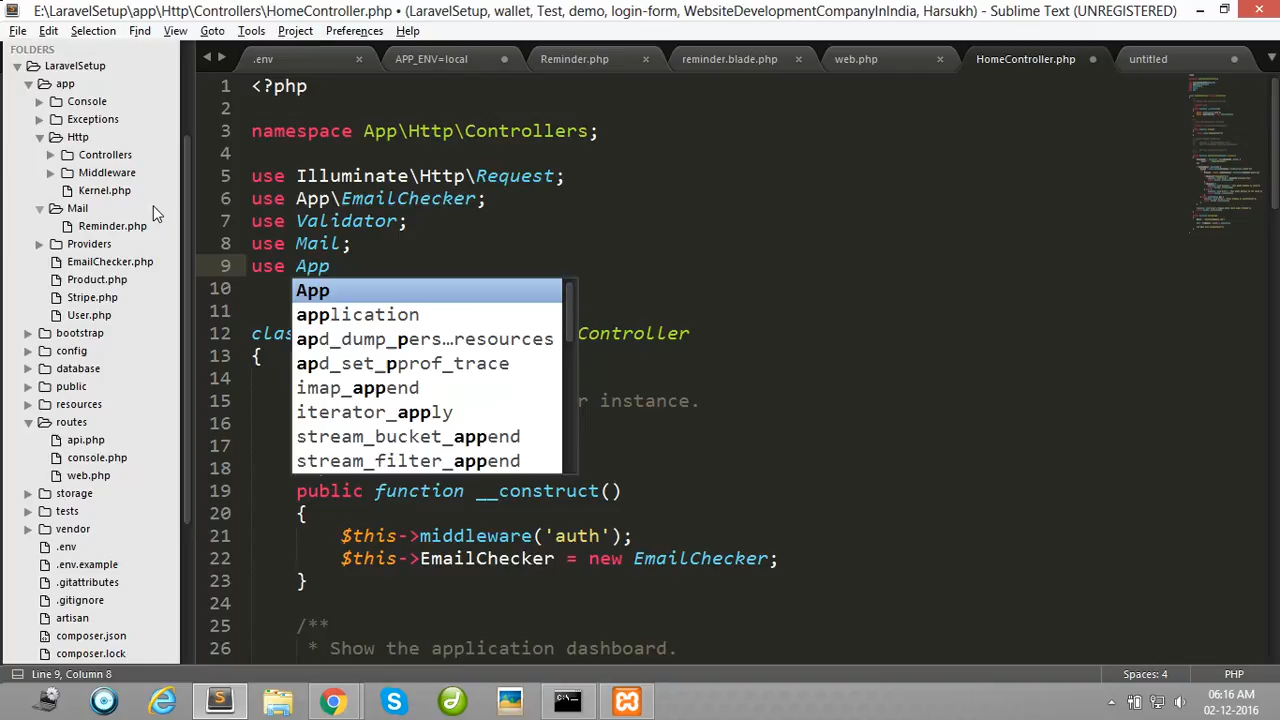 E:\LaravelSetup\app\Http\Controllers\HomeController.php • (LaravelSetup, wallet, Test, demo, login-form, WebsiteDevelopmentCompanyInIndia, Harsukh) - Sublime Text (UNREGISTERED)
File Edit Selection Find View Goto Tools Project Preferences Help
FOLDERS
LaravelSetup
app
Console
Exceptions
Http
Controllers
Middleware
Kernel.php
Mail
Reminder.php
Providers
EmailChecker.php
Product.php
Stripe.php
User.php
bootstrap
config
database
public
resources
routes
api.php
console.php
web.php
storage
tests
vendor
.env
.env.example
.gitattributes
.gitignore
artisan
composer.json
composer.lock
.env APP_ENV=local Reminder.php reminder.blade.php web.php HomeController.php untitled
1 <?php
2
3 namespace App\Http\Controllers;
4
5 use Illuminate\Http\Request;
6 use App\EmailChecker;
7 use Validator;
8 use Mail;
9 use App
10
11
12 clas Controller
13 {
14
15 r instance.
16
17
18
19 public function __construct()
20 {
21 $this->middleware('auth');
22 $this->EmailChecker = new EmailChecker;
23 }
24
25 /**
26 * Show the application dashboard.
App
application
apd_dump_pers…resources
apd_set_pprof_trace
imap_append
iterator_apply
stream_bucket_append
stream_filter_append
Line 9, Column 8 Spaces: 4 PHP
06:16 AM
02-12-2016